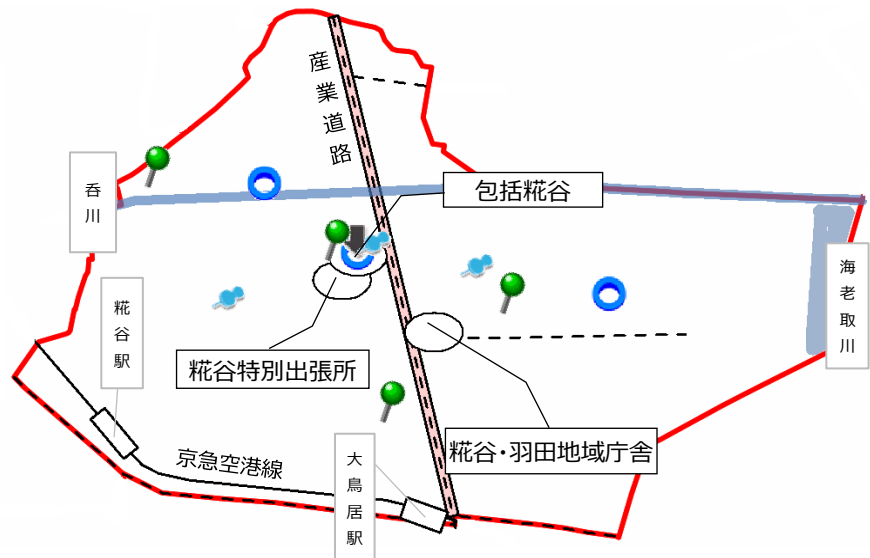 産業道路
呑川
包括糀谷
海老取川
糀谷駅
糀谷特別出張所
糀谷・羽田地域庁舎
京急空港線
大鳥居駅